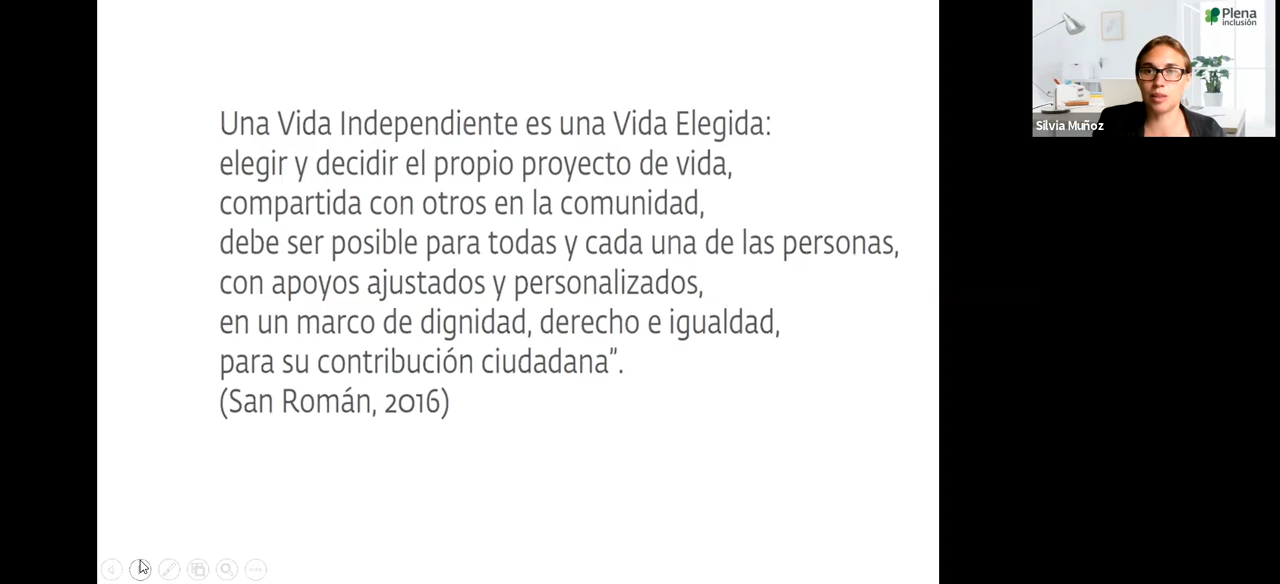 Una Vida Independiente es una Vida Elegida:
elegir y decidir el propio proyecto de vida,
compartida con otros en la comunidad,
debe ser posible para todas y cada una de las personas,
con apoyos ajustados y personalizados,
en un marco de dignidad, derecho e igualdad,
para su contribución ciudadana”.
(San Román, 2016)
Plena
inclusión
Silvia Muñoz